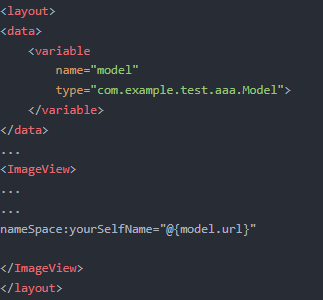 <layout>
<data>
    <variable
        name="model"
        type="com.example.test.aaa.Model">
    </variable>
</data>
...
<ImageView>
...
...
nameSpace:yourSelfName="@{model.url}"

</ImageView>
</layout>